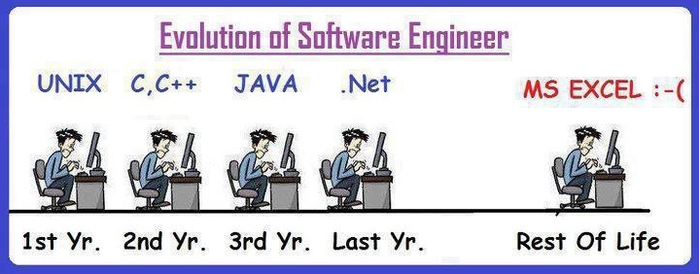 Evolution of Software Engineer
UNIX C,C++ JAVA .Net MS EXCEL :-(
1st Yr. 2nd Yr. 3rd Yr. Last Yr. Rest Of Life